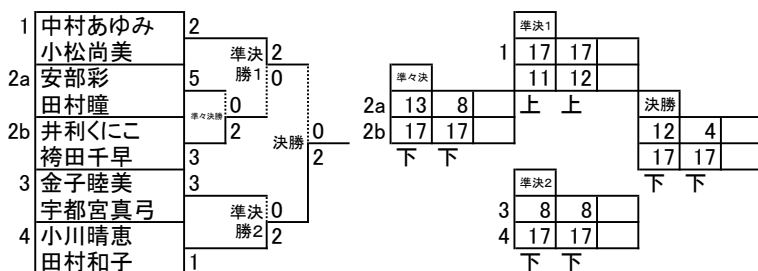 1 中村あゆみ 2
小松尚美 準決 2
2a 安部彩 5 勝1 0
田村瞳 0
準々決勝
2b 井利くにこ 2 決勝 0
袴田千早 3 2
3 金子睦美 3
宇都宮真弓 準決 0
4 小川晴恵 勝2 2
田村和子 1
準決1
1 17 17
11 12
上 上
準々決
2a 13 8
2b 17 17
下 下
決勝
12 4
17 17
下 下
準決2
3 8 8
4 17 17
下 下